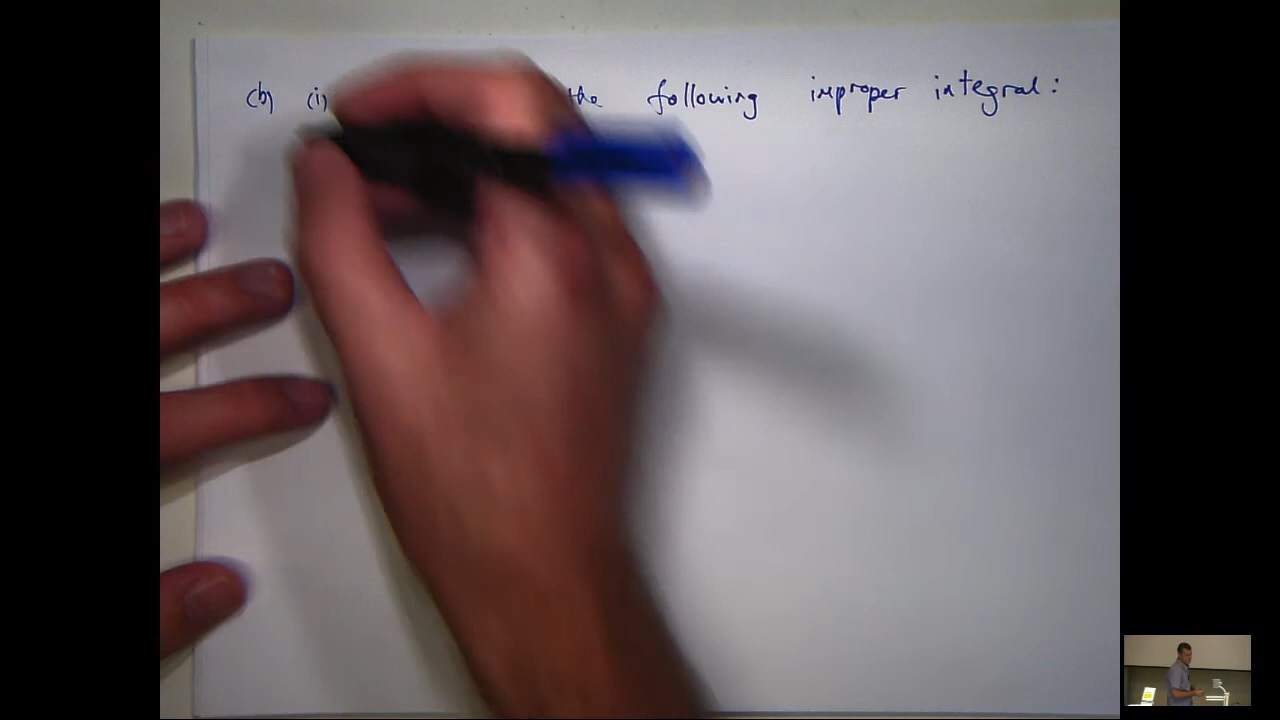 (b) (i) the following improper integral: